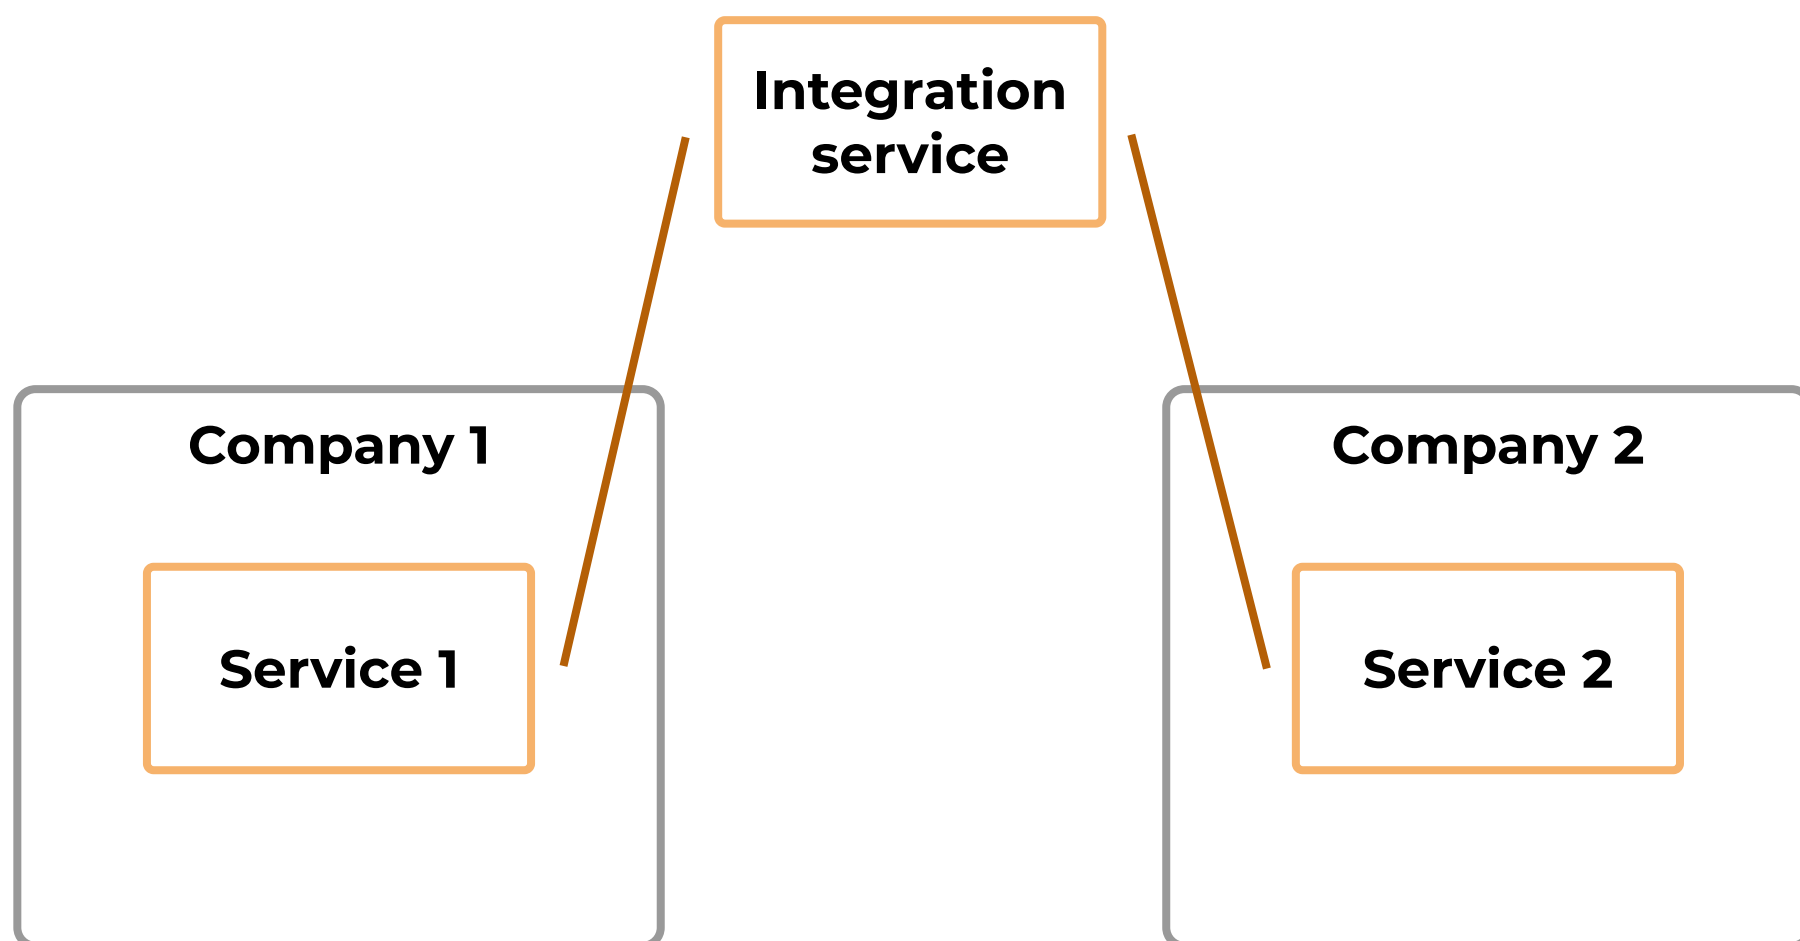 Integration
service
Company 1
Company 2
Service 1
Service 2